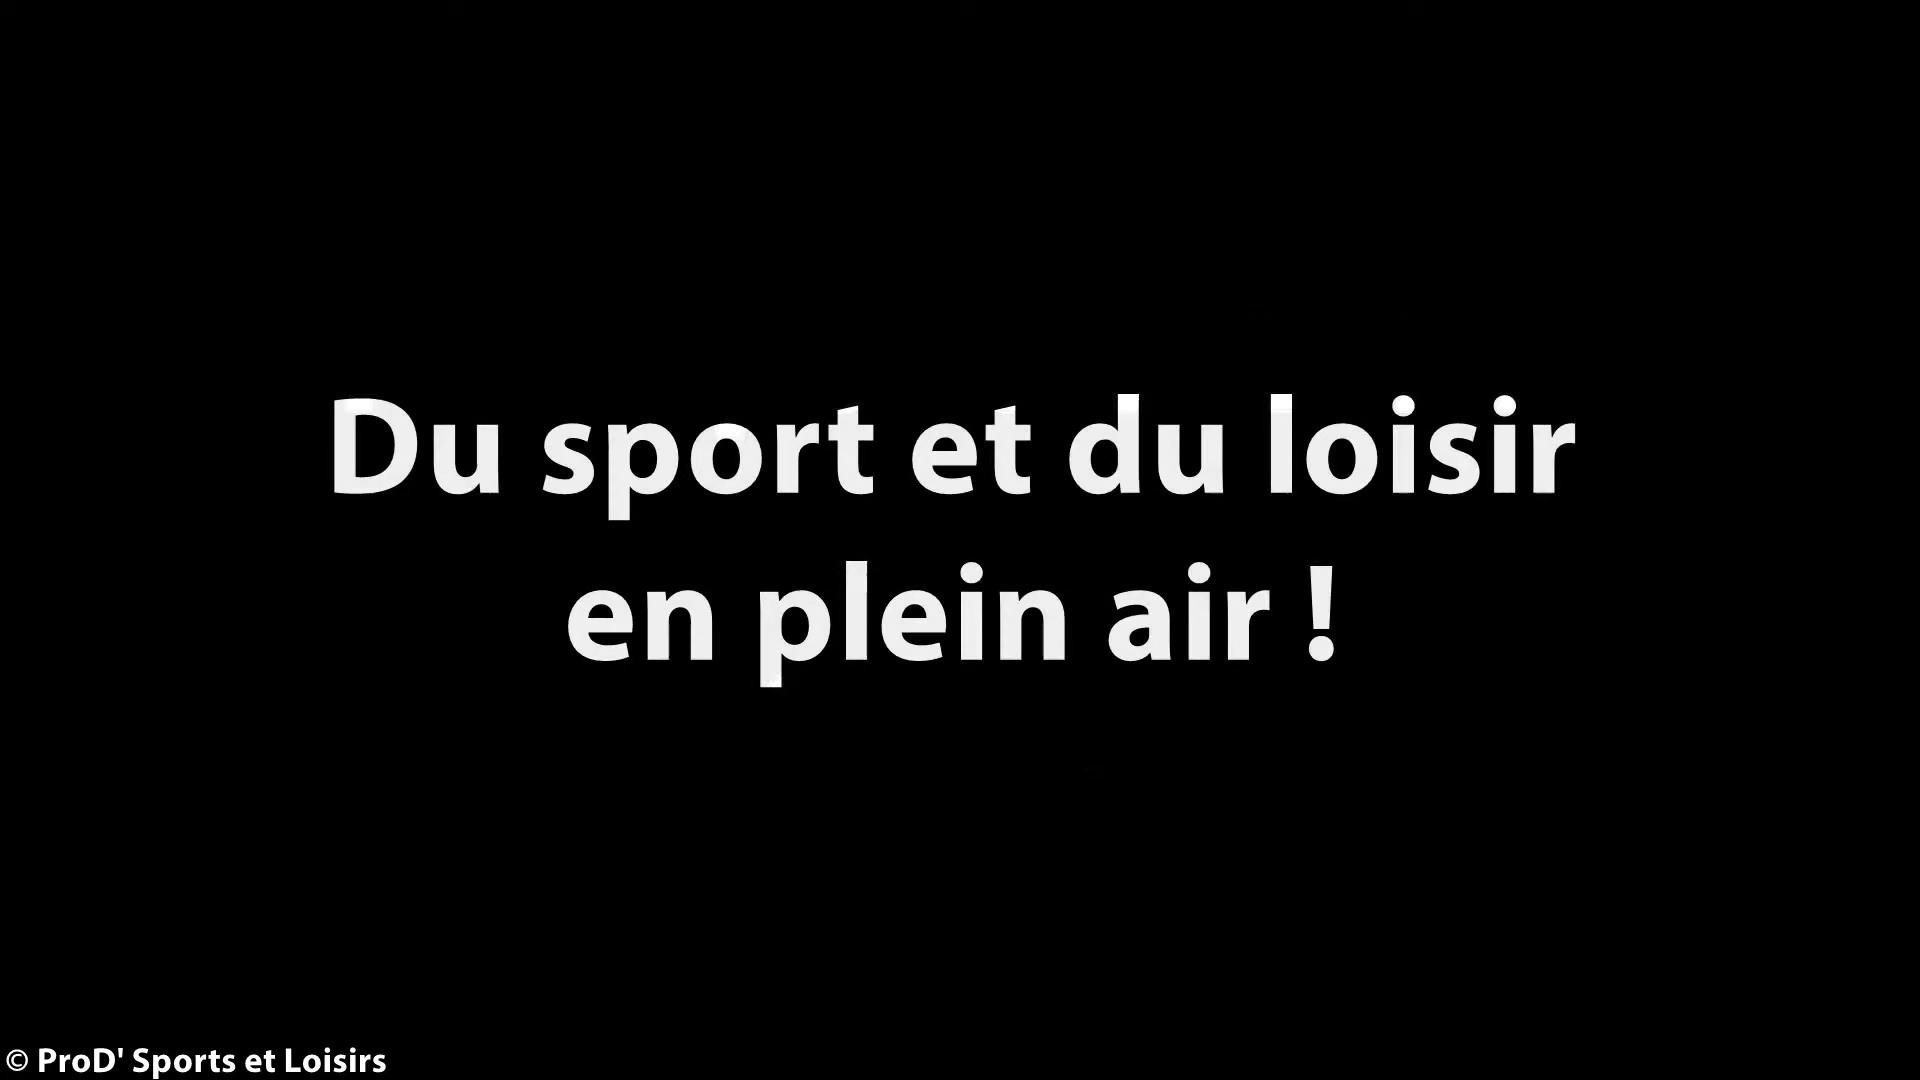 Du sport et du loisir
en plein air !
© ProD' Sports et Loisirs